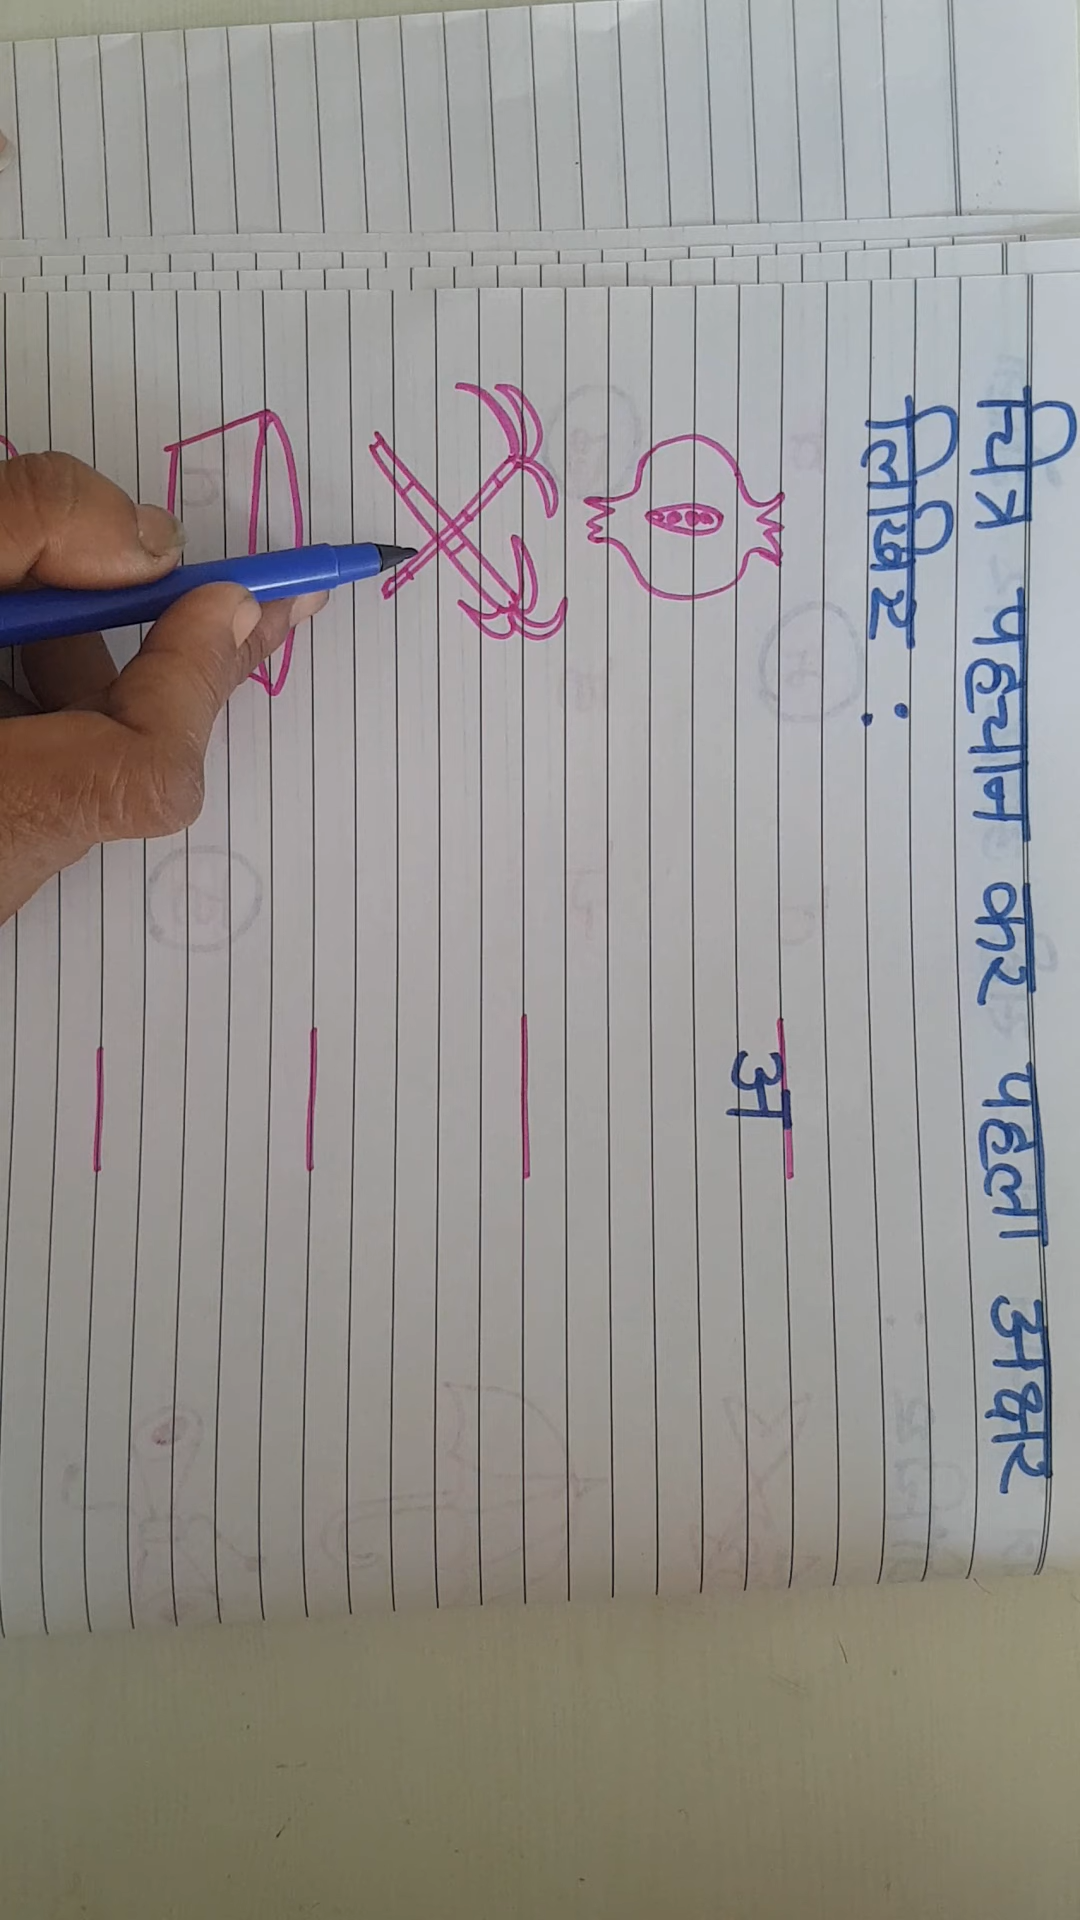 चित्र पहचान कर पहला अक्षर
लिखिए :
अ